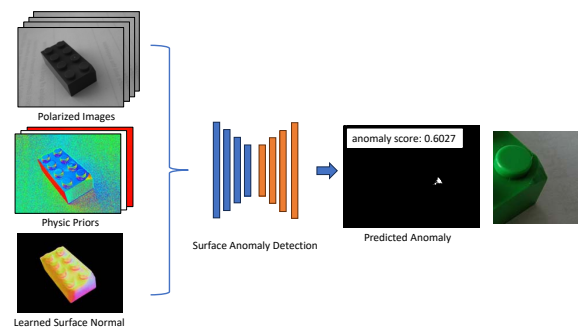 Polarized Images
Physic Priors
Learned Surface Normal
Surface Anomaly Detection
anomaly score: 0.6027
Predicted Anomaly